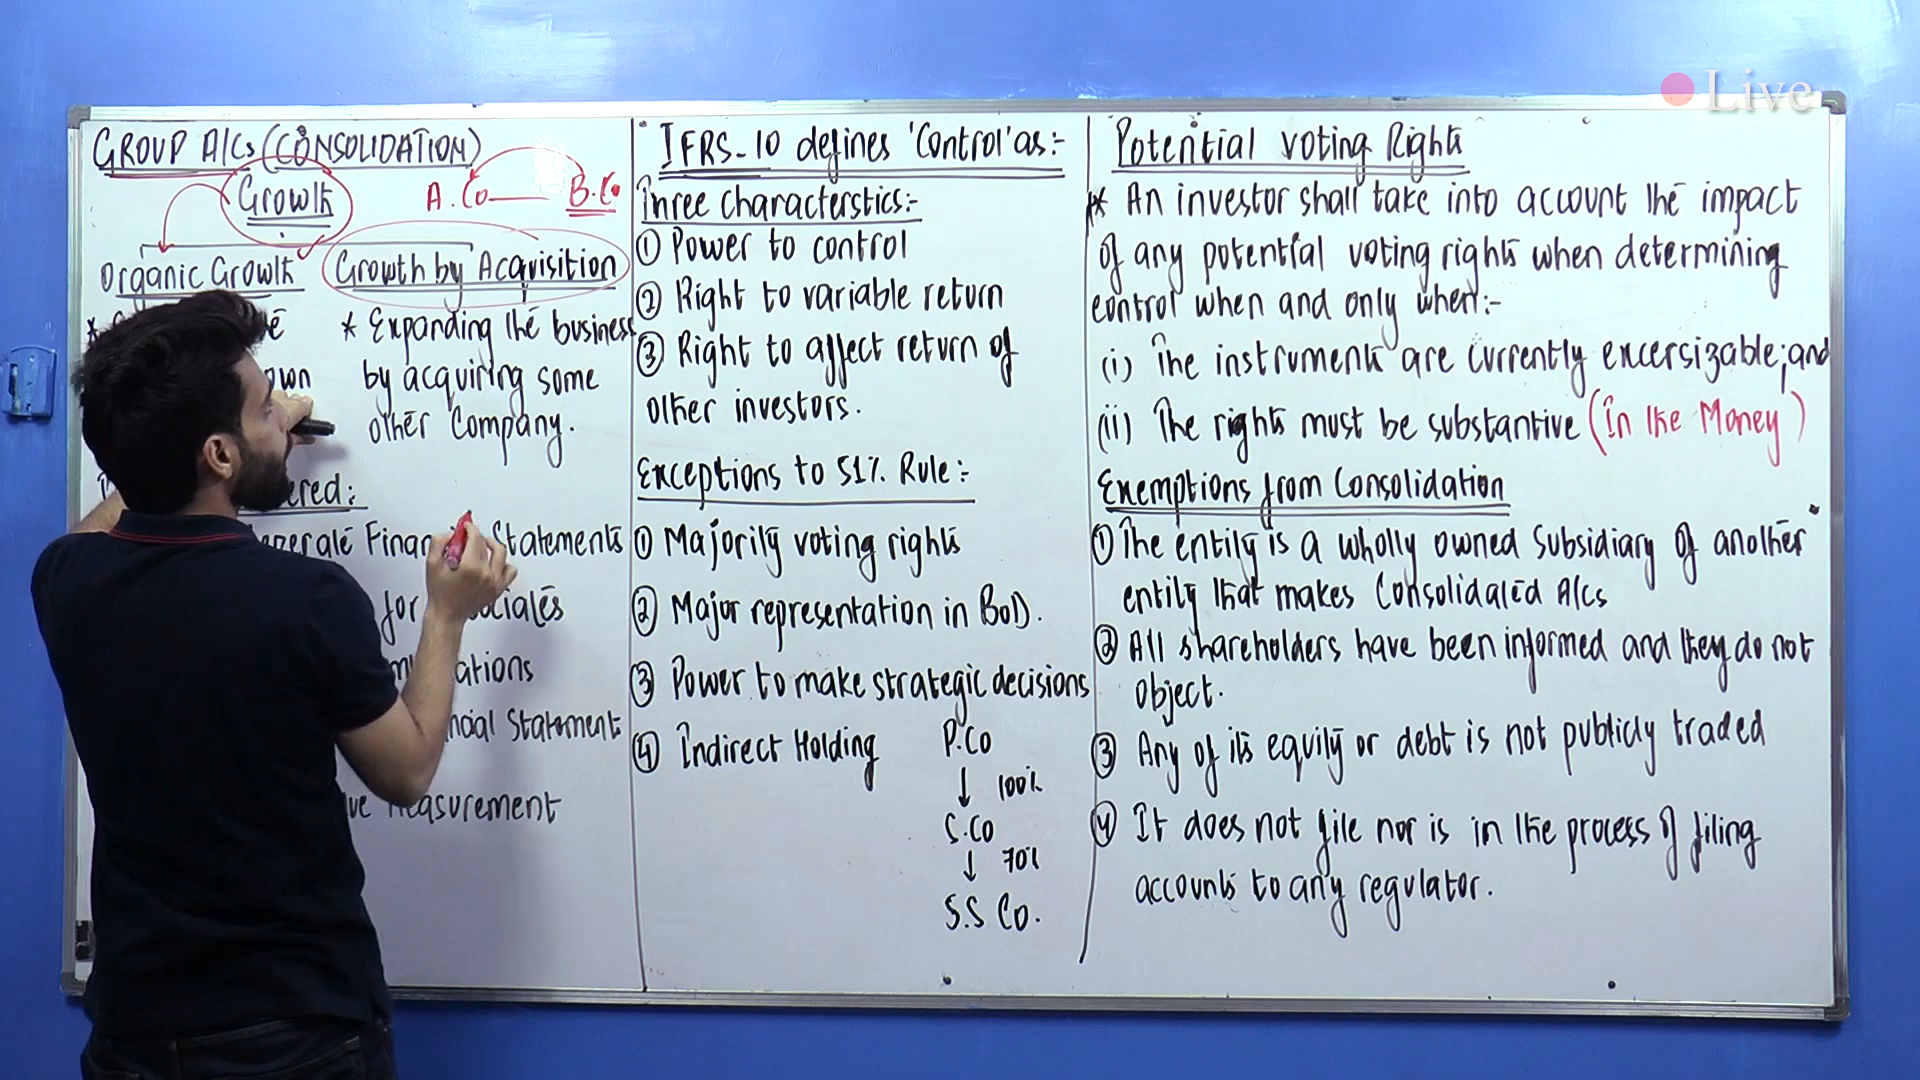 Live
GROUP A/Cs (CONSOLIDATION)
Growth
A.Co B.Co
Organic Growth
Growth by Acquisition
*
own
* Expanding the business
by acquiring some
other Company.
ered:
Statements
for
ations
ncial Statement
Measurement
IFRS-10 defines 'Control' as:-
Three Characterstics:-
① Power to control
② Right to variable return
③ Right to affect return of
other investors.
Exceptions to 51% Rule:-
① Majority voting rights
② Major representation in BoD.
③ Power to make strategic decisions
④ Indirect Holding
P.Co
↓ 100%
S.Co
↓ 70%
S.S Co.
Potential Voting Rights
* An investor shall take into account the impact
of any potential voting rights when determining
control when and only when:-
(i) The instruments are currently excersizable; and
(ii) The rights must be substantive (In the Money)
Exemptions from Consolidation
① The entity is a wholly owned Subsidiary of another
entity that makes Consolidated A/Cs
② All shareholders have been informed and they do not
object.
③ Any of its equity or debt is not publicly traded
④ It does not file nor is in the process of filing
accounts to any regulator.